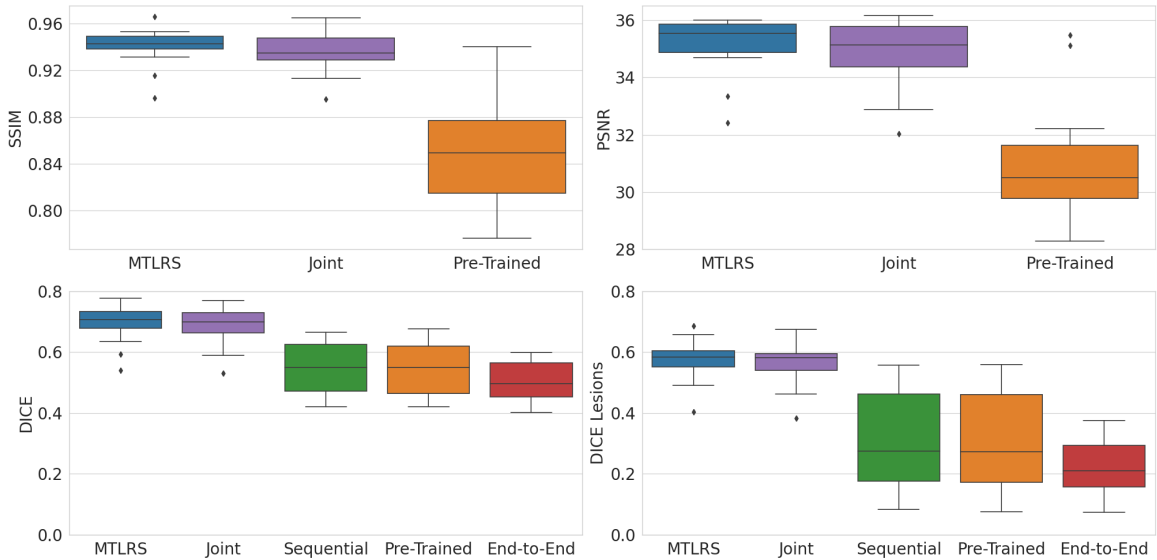 0.96
0.92
0.88
0.84
0.80
SSIM
MTLRS Joint Pre-Trained
36
34
32
30
28
PSNR
MTLRS Joint Pre-Trained
0.8
0.6
0.4
0.2
0.0
DICE
MTLRS Joint Sequential Pre-Trained End-to-End
0.8
0.6
0.4
0.2
0.0
DICE Lesions
MTLRS Joint Sequential Pre-Trained End-to-End